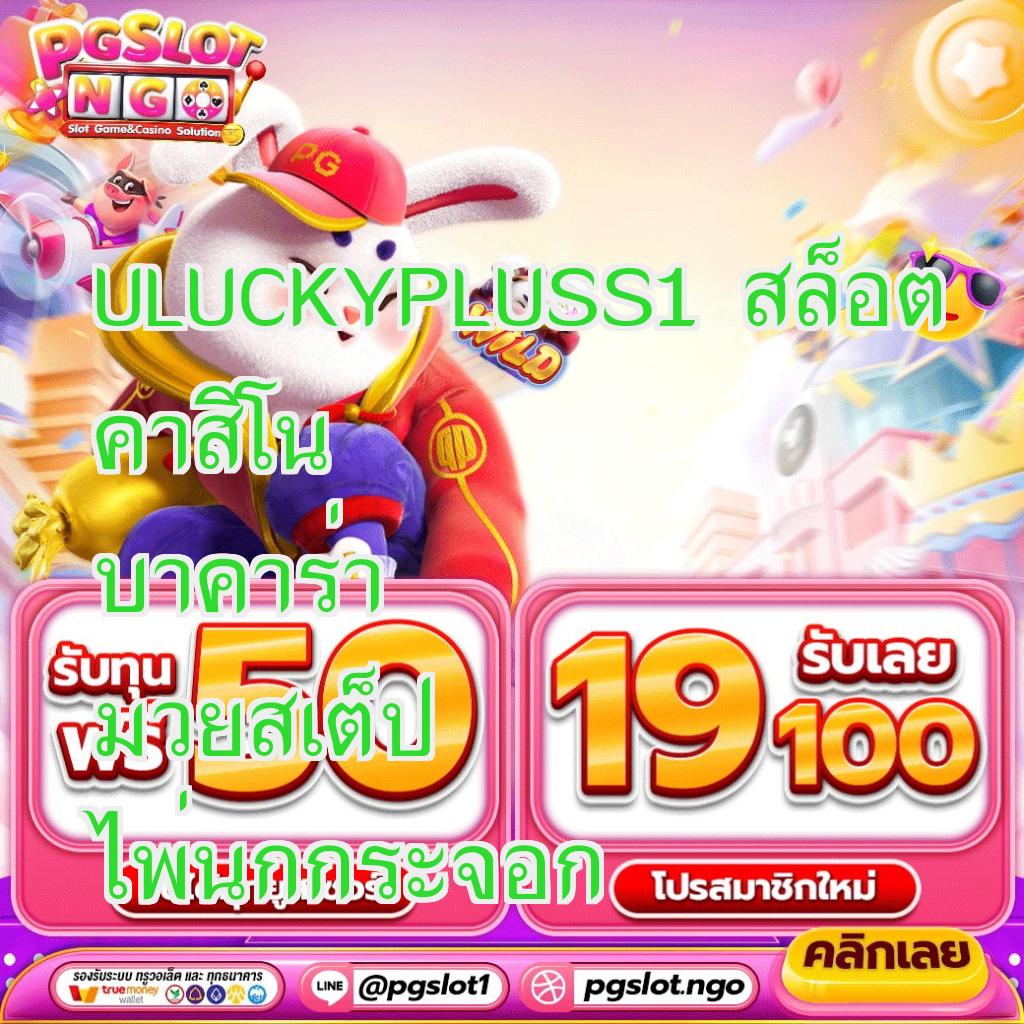 PGSLOT
NGO
Slot Game&Casino Solution
PG
WILD
ULUCKYPLUSS1 สล็อต
คาสิโน
บาคาร่า
มวยสเต็ป
ไพ่นกกระจอก
รับทุน
ฟรี 50
19 รับเลย
100
โปรสมาชิกใหม่
คลิกเลย
รองรับระบบ ทรูวอเล็ต และ ทุกธนาคาร
truemoney
wallet
LINE @pgslot1
pgslot.ngo